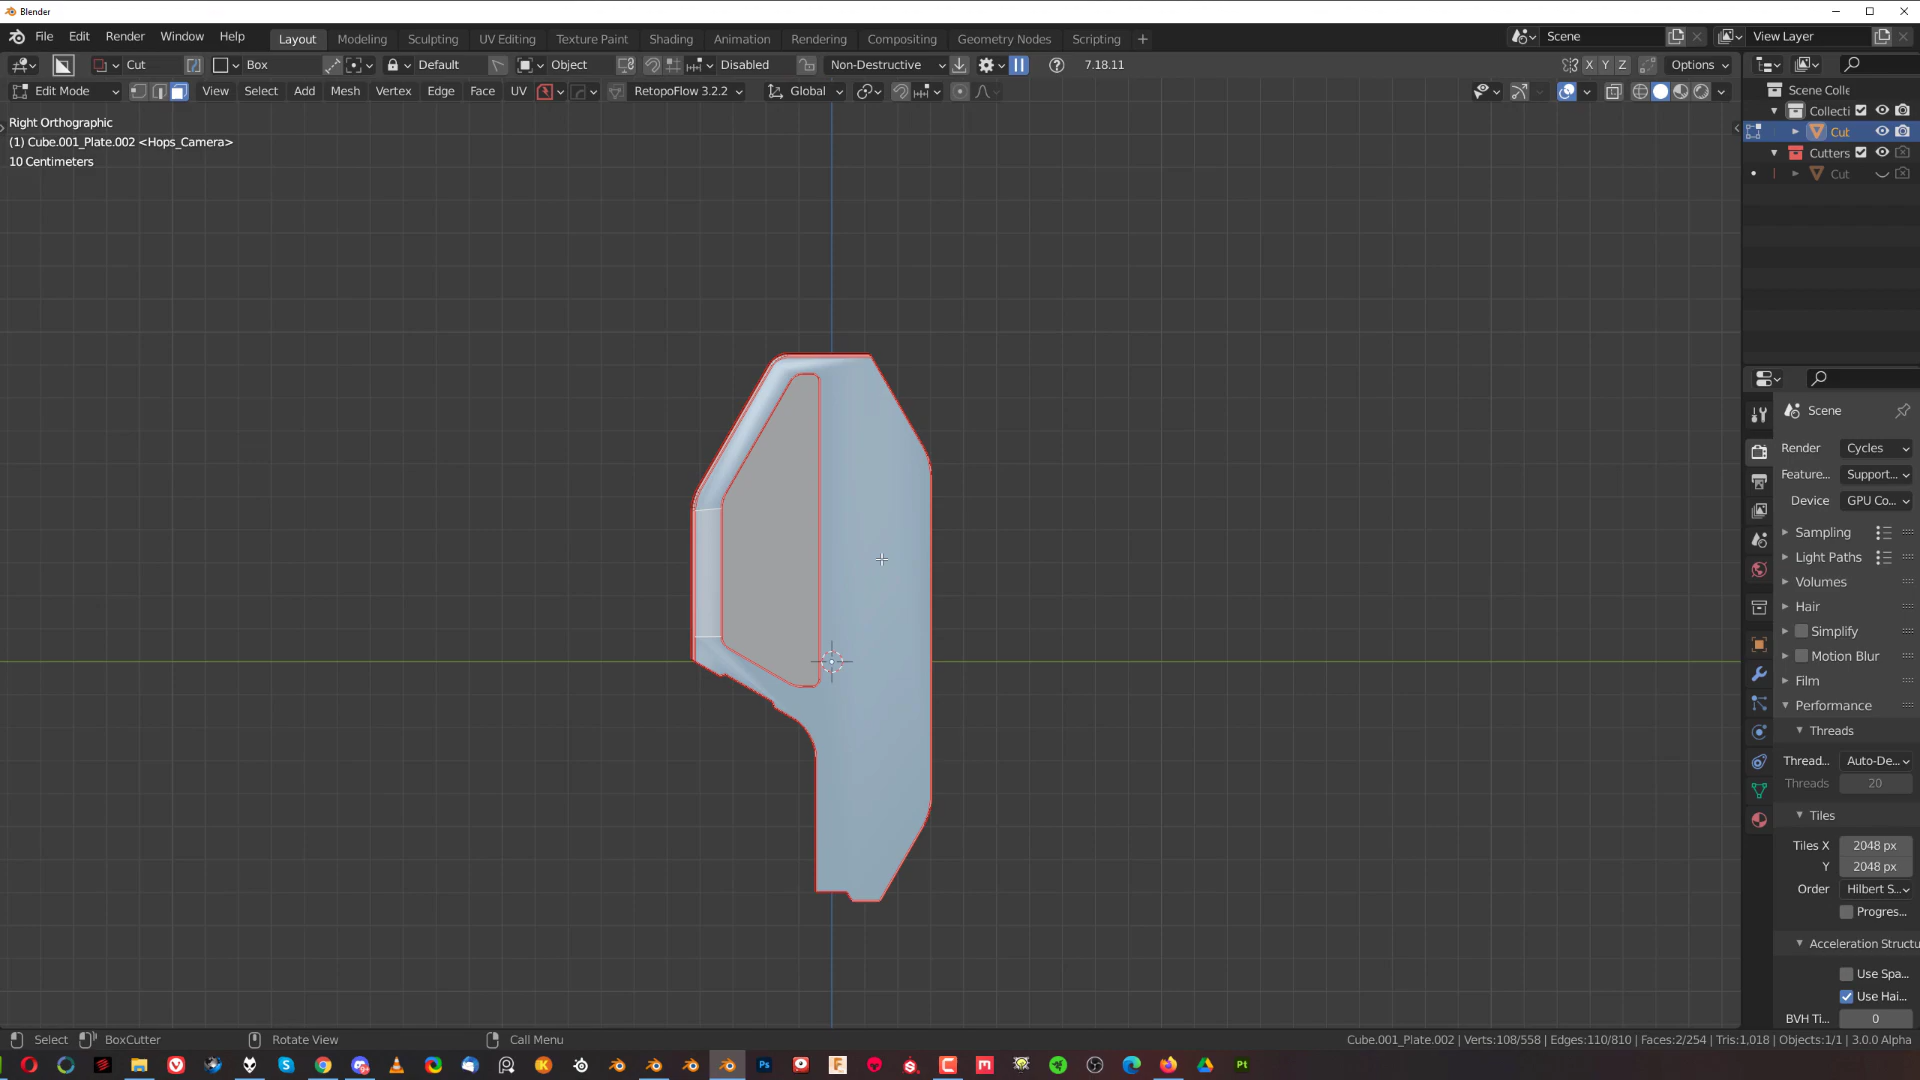 Blender
File Edit Render Window Help Layout Modeling Sculpting UV Editing Texture Paint Shading Animation Rendering Compositing Geometry Nodes Scripting + Scene View Layer
Cut Box Default Object Disabled Non-Destructive 7.18.11 X Y Z Options
Edit Mode View Select Add Mesh Vertex Edge Face UV RetopoFlow 3.2.2 Global
Right Orthographic
(1) Cube.001_Plate.002 <Hops_Camera>
10 Centimeters
Scene Colle
Collecti
Cut
Cutters
Cut
Scene
Render Cycles
Feature... Support...
Device GPU Co...
Sampling
Light Paths
Volumes
Hair
Simplify
Motion Blur
Film
Performance
Threads
Thread... Auto-De...
Threads 20
Tiles
Tiles X 2048 px
Y 2048 px
Order Hilbert S...
Progres...
Acceleration Structu
Use Spa...
Use Hai...
BVH Ti... 0
Select BoxCutter Rotate View Call Menu Cube.001_Plate.002 | Verts:108/558 | Edges:110/810 | Faces:2/254 | Tris:1,018 | Objects:1/1 | 3.0.0 Alpha
Ps F K M Pt